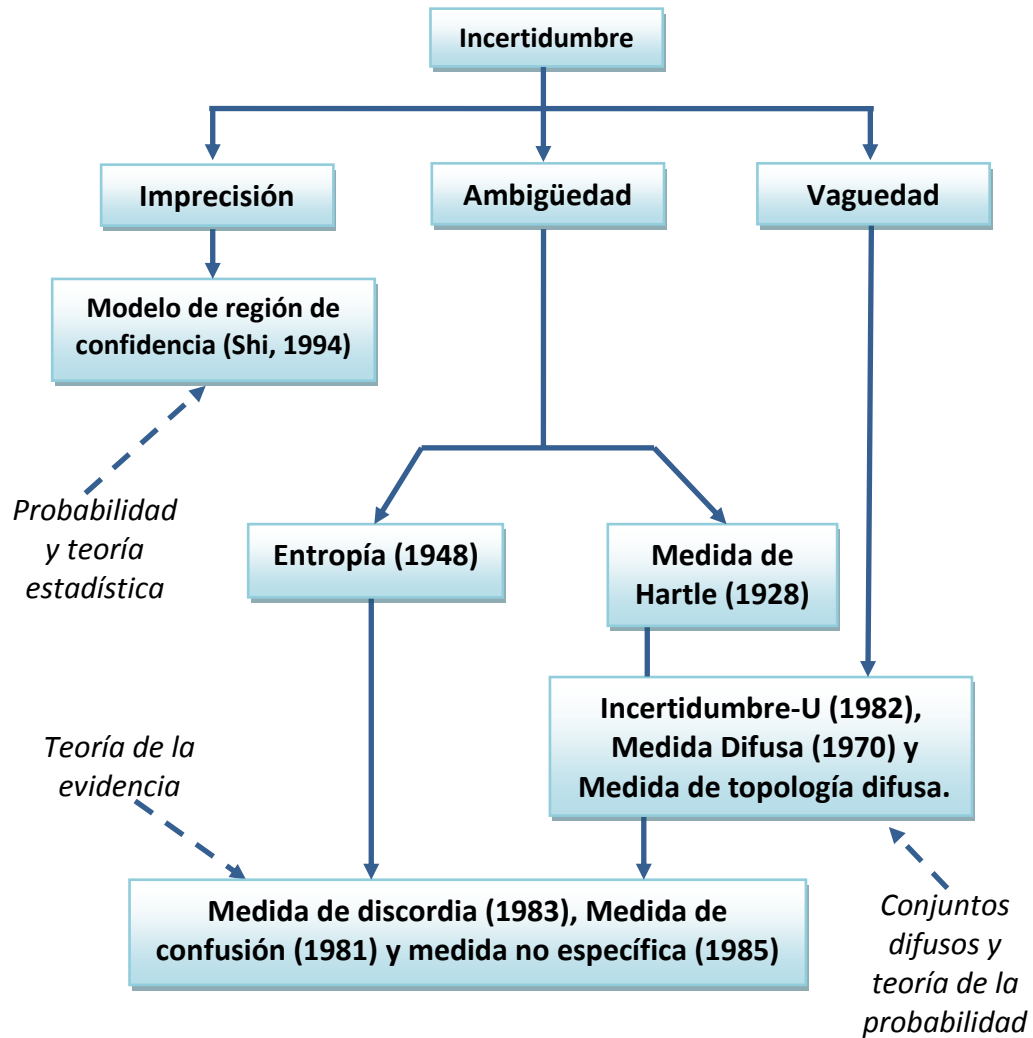 Incertidumbre
Imprecisión
Ambigüedad
Vaguedad
Modelo de región de
confidencia (Shi, 1994)
Probabilidad
y teoría
estadística
Entropía (1948)
Medida de
Hartle (1928)
Incertidumbre-U (1982),
Medida Difusa (1970) y
Medida de topología difusa.
Teoría de la
evidencia
Medida de discordia (1983), Medida de
confusión (1981) y medida no específica (1985)
Conjuntos
difusos y
teoría de la
probabilidad